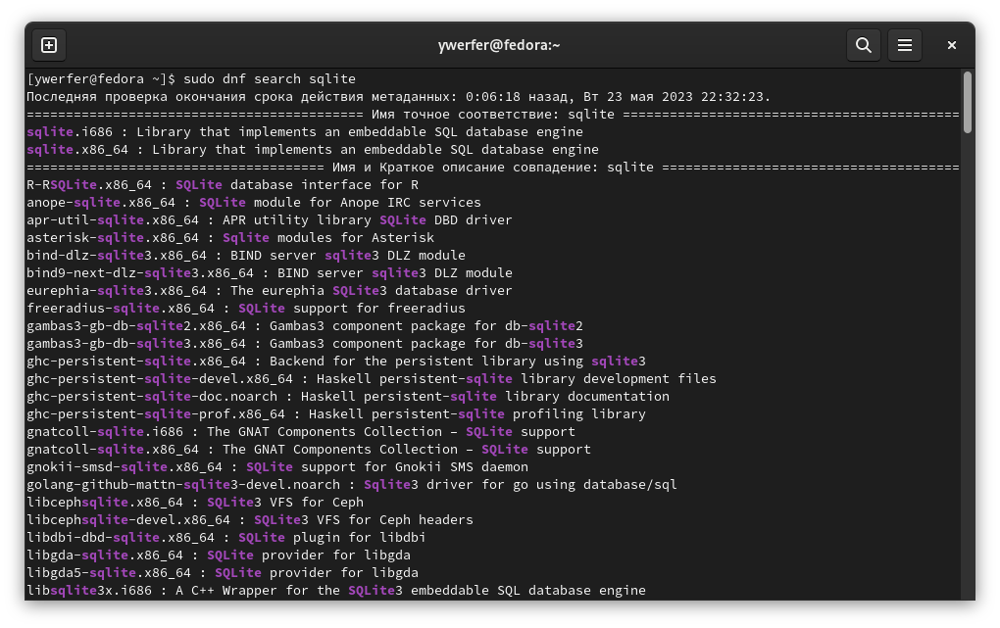 ywerfer@fedora:~
[ywerfer@fedora ~]$ sudo dnf search sqlite
Последняя проверка окончания срока действия метаданных: 0:06:18 назад, Вт 23 мая 2023 22:32:23.
=========================================== Имя точное соответствие: sqlite ===========================================
sqlite.i686 : Library that implements an embeddable SQL database engine
sqlite.x86_64 : Library that implements an embeddable SQL database engine
====================================== Имя и Краткое описание совпадение: sqlite ======================================
R-RSQLite.x86_64 : SQLite database interface for R
anope-sqlite.x86_64 : SQLite module for Anope IRC services
apr-util-sqlite.x86_64 : APR utility library SQLite DBD driver
asterisk-sqlite.x86_64 : Sqlite modules for Asterisk
bind-dlz-sqlite3.x86_64 : BIND server sqlite3 DLZ module
bind9-next-dlz-sqlite3.x86_64 : BIND server sqlite3 DLZ module
eurephia-sqlite3.x86_64 : The eurephia SQLite3 database driver
freeradius-sqlite.x86_64 : SQLite support for freeradius
gambas3-gb-db-sqlite2.x86_64 : Gambas3 component package for db-sqlite2
gambas3-gb-db-sqlite3.x86_64 : Gambas3 component package for db-sqlite3
ghc-persistent-sqlite.x86_64 : Backend for the persistent library using sqlite3
ghc-persistent-sqlite-devel.x86_64 : Haskell persistent-sqlite library development files
ghc-persistent-sqlite-doc.noarch : Haskell persistent-sqlite library documentation
ghc-persistent-sqlite-prof.x86_64 : Haskell persistent-sqlite profiling library
gnatcoll-sqlite.i686 : The GNAT Components Collection – SQLite support
gnatcoll-sqlite.x86_64 : The GNAT Components Collection – SQLite support
gnokii-smsd-sqlite.x86_64 : SQLite support for Gnokii SMS daemon
golang-github-mattn-sqlite3-devel.noarch : Sqlite3 driver for go using database/sql
libcephsqlite.x86_64 : SQLite3 VFS for Ceph
libcephsqlite-devel.x86_64 : SQLite3 VFS for Ceph headers
libdbi-dbd-sqlite.x86_64 : SQLite plugin for libdbi
libgda-sqlite.x86_64 : SQLite provider for libgda
libgda5-sqlite.x86_64 : SQLite provider for libgda
libsqlite3x.i686 : A C++ Wrapper for the SQLite3 embeddable SQL database engine